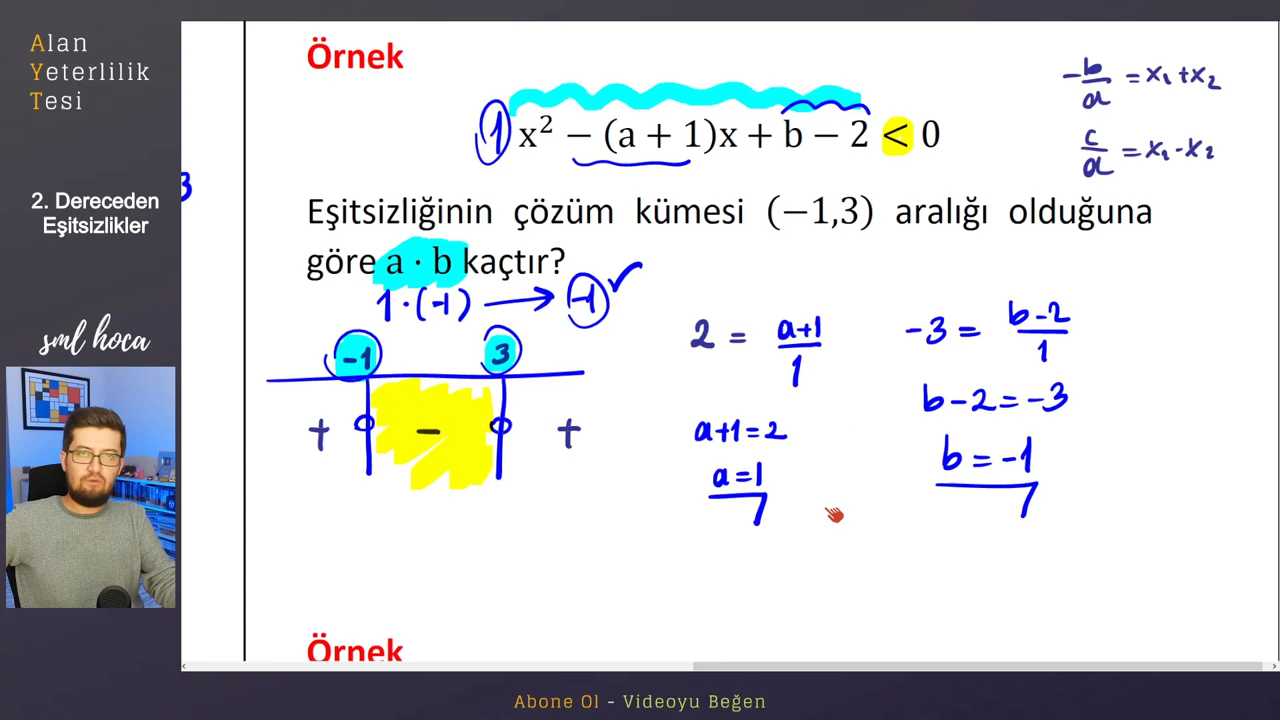 Alan
Yeterlilik
Tesi
2. Dereceden
Eşitsizlikler
sml hoca
3
Örnek
1 x² − (a + 1)x + b − 2 < 0
-b/a = x₁+x₂
c/a = x₁·x₂
Eşitsizliğinin çözüm kümesi (−1,3) aralığı olduğuna
göre a · b kaçtır?
1·(-1) → -1 ✓
-1 3
+ - +
2 = a+1/1
a+1=2
a=1
-3 = b-2/1
b-2=-3
b=-1
Örnek
Abone Ol - Videoyu Beğen